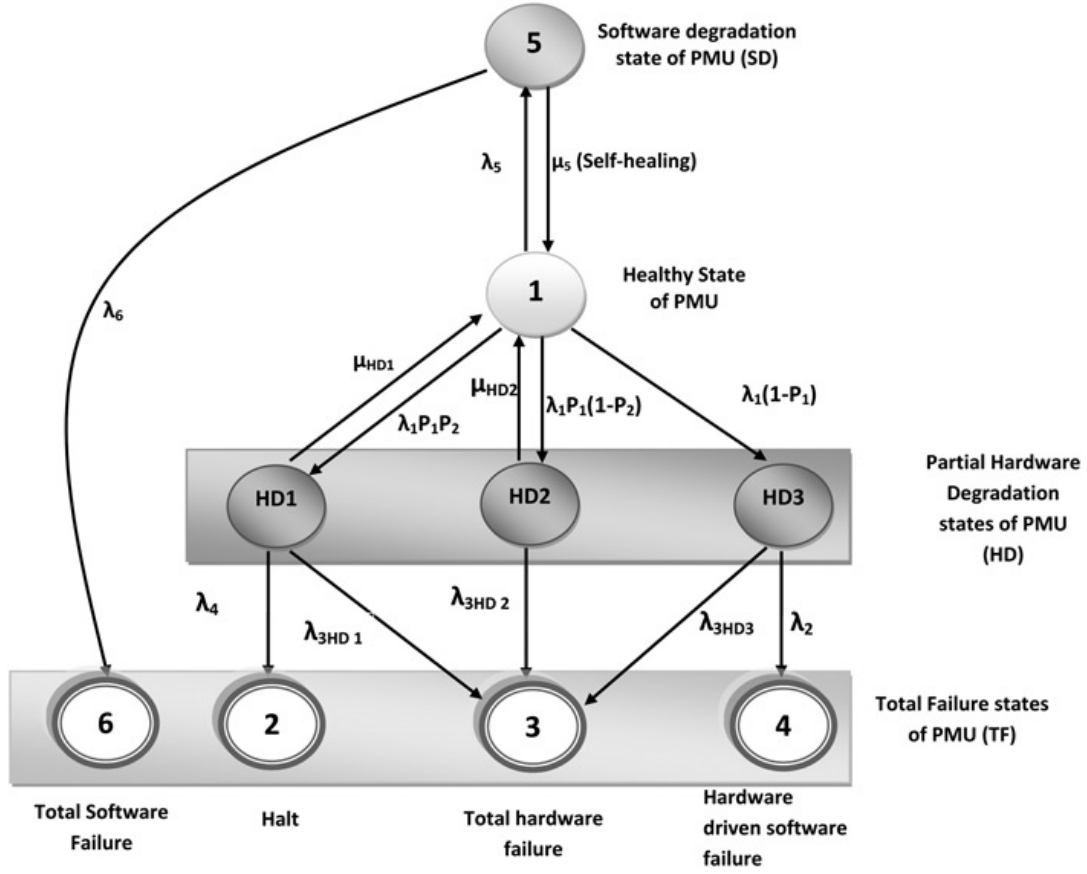 5
Software degradation
state of PMU (SD)
λ5
μ5 (Self-healing)
1
Healthy State
of PMU
λ6
μHD1
λ1P1P2
μHD2
λ1P1(1-P2)
λ1(1-P1)
HD1
HD2
HD3
Partial Hardware
Degradation
states of PMU
(HD)
λ4
λ3HD 1
λ3HD 2
λ3HD3
λ2
6
2
3
4
Total Failure states
of PMU (TF)
Total Software
Failure
Halt
Total hardware
failure
Hardware
driven software
failure